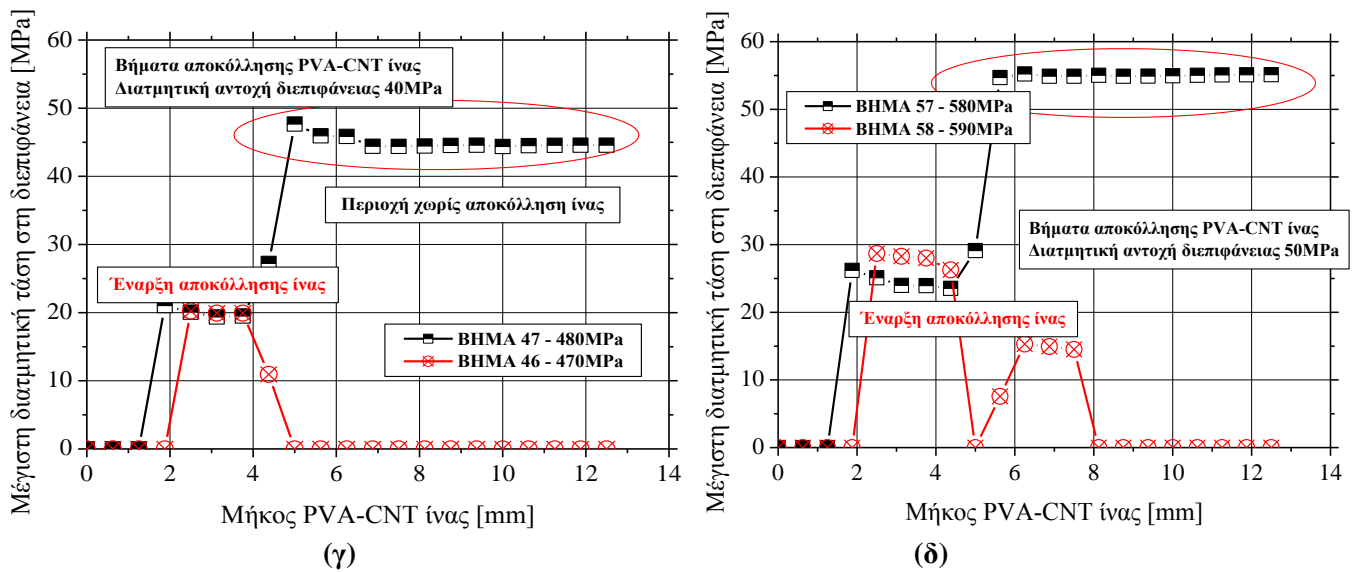 Μέγιστη διατμητική τάση στη διεπιφάνεια [MPa]
60
50
40
30
20
10
0
Βήματα αποκόλλησης PVA-CNT ίνας
Διατμητική αντοχή διεπιφάνειας 40MPa
Περιοχή χωρίς αποκόλληση ίνας
Έναρξη αποκόλλησης ίνας
ΒΗΜΑ 47 - 480MPa
ΒΗΜΑ 46 - 470MPa
0 2 4 6 8 10 12 14
Μήκος PVA-CNT ίνας [mm]
(γ)
Μέγιστη διατμητική τάση στη διεπιφάνεια [MPa]
60
50
40
30
20
10
0
ΒΗΜΑ 57 - 580MPa
ΒΗΜΑ 58 - 590MPa
Βήματα αποκόλλησης PVA-CNT ίνας
Διατμητική αντοχή διεπιφάνειας 50MPa
Έναρξη αποκόλλησης ίνας
0 2 4 6 8 10 12 14
Μήκος PVA-CNT ίνας [mm]
(δ)